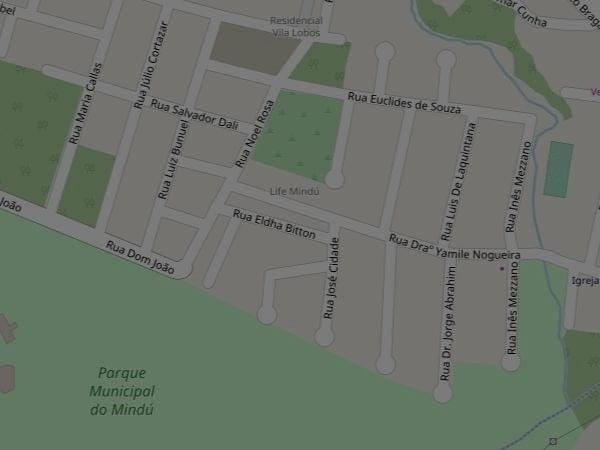 Residencial
Vila Lobos
Rua Júlio Cortazar
Rua Maria Callas
Rua Salvador Dali
Rua Noel Rosa
Rua Euclides de Souza
Rua Luiz Bunuel
Rua Luis De Laquintana
Rua Inês Mezzano
Life Mindú
João
Rua Eldha Bitton
Rua Draª Yamile Nogueira
Rua Dom João
Rua José Cidade
Rua Dr. Jorge Abrahim
Rua Inês Mezzano
Igreja
Parque
Municipal
do Mindú